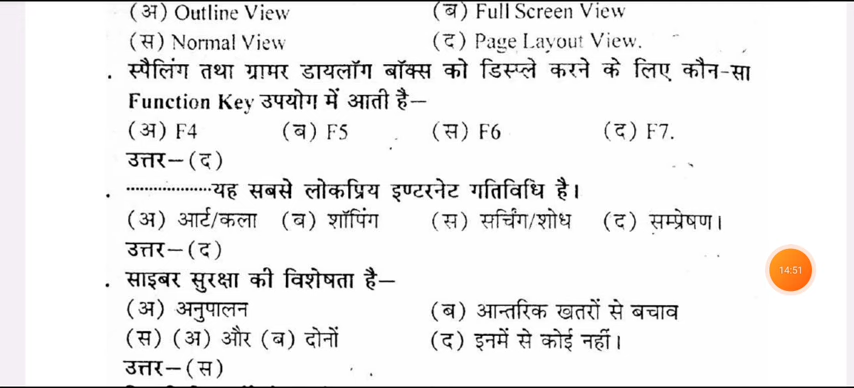 (अ) Outline View (ब) Full Screen View
(स) Normal View (द) Page Layout View.
. स्पैलिंग तथा ग्रामर डायलॉग बॉक्स को डिस्प्ले करने के लिए कौन-सा
Function Key उपयोग में आती है—
(अ) F4 (ब) F5 (स) F6 (द) F7.
उत्तर—(द)
. ...................यह सबसे लोकप्रिय इण्टरनेट गतिविधि है।
(अ) आर्ट/कला (ब) शॉपिंग (स) सर्चिंग/शोध (द) सम्प्रेषण।
उत्तर—(द)
14:51
. साइबर सुरक्षा की विशेषता है—
(अ) अनुपालन (ब) आन्तरिक खतरों से बचाव
(स) (अ) और (ब) दोनों (द) इनमें से कोई नहीं।
उत्तर—(स)